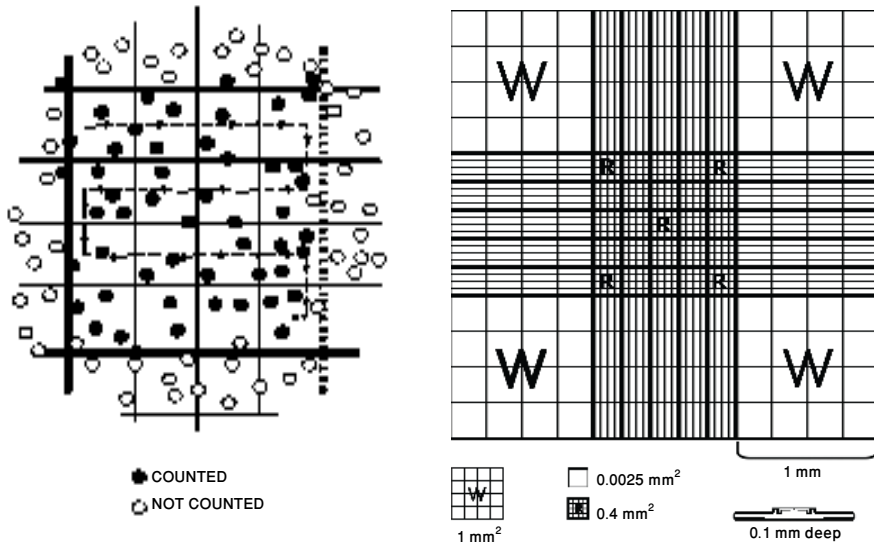 COUNTED
NOT COUNTED
W W
R R
R
R R
W W
1 mm
W
1 mm²
0.0025 mm²
R
0.4 mm²
0.1 mm deep